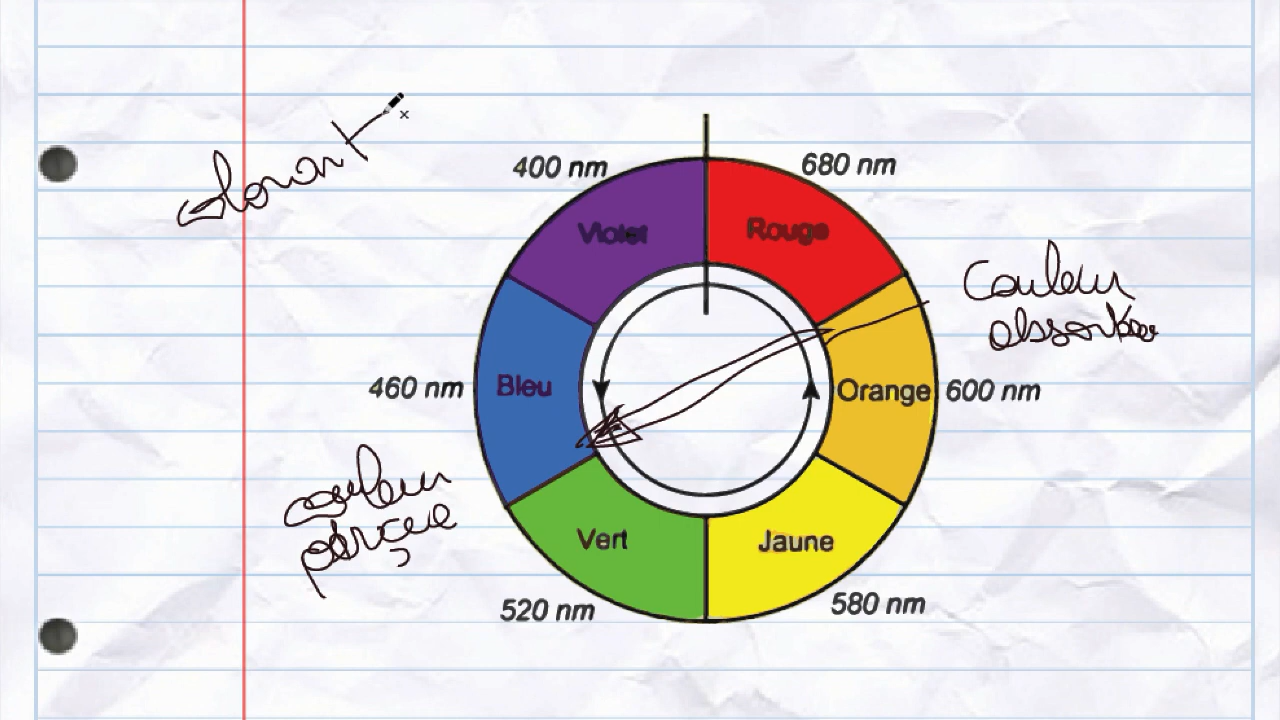 colorant
400 nm
680 nm
Violet
Rouge
Couleur
absorbée
460 nm
Bleu
Orange
600 nm
couleur
perçue
Vert
Jaune
520 nm
580 nm